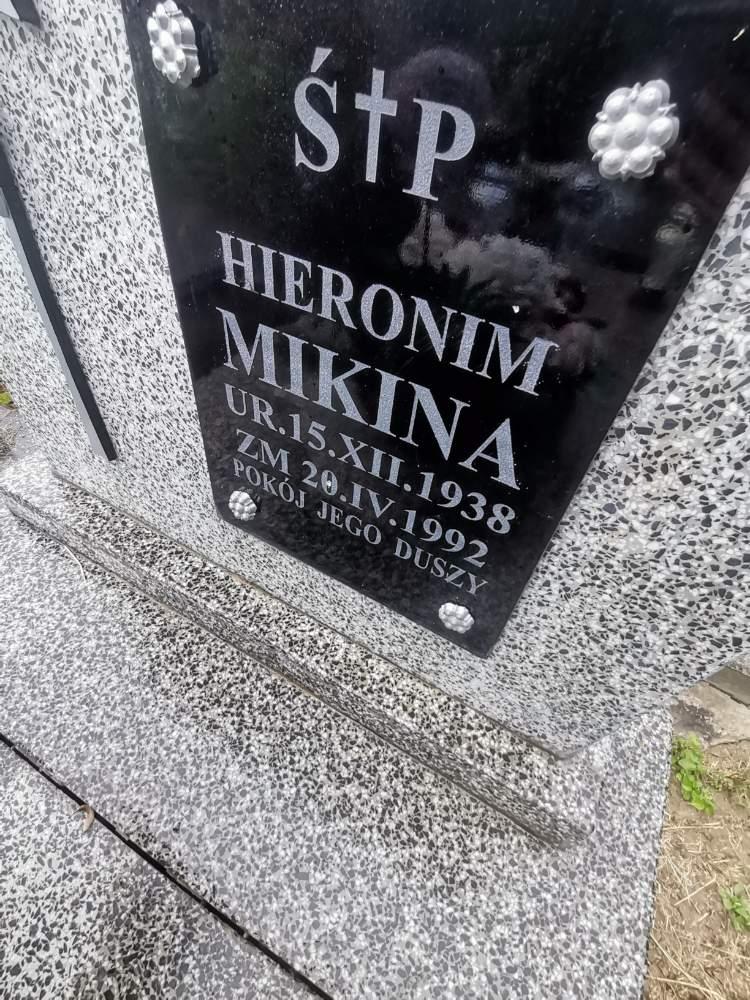 Ś†P
HIERONIM
MIKINA
UR.15.XII.1938
ZM 20.IV.1992
POKÓJ JEGO DUSZY